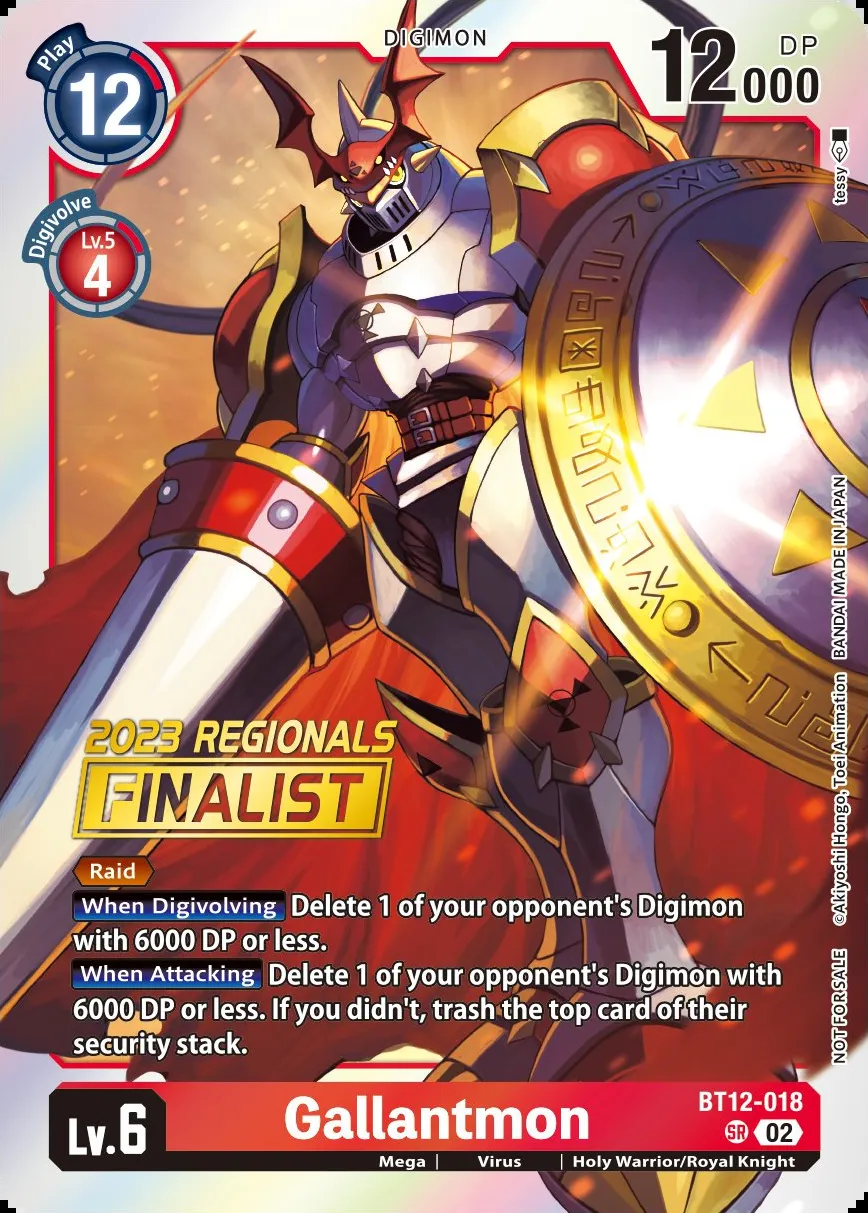 Play
12
DIGIMON
12000
DP
Digivolve
Lv.5
4
tessy
2023 REGIONALS
FINALIST
Raid
When Digivolving Delete 1 of your opponent's Digimon
with 6000 DP or less.
When Attacking Delete 1 of your opponent's Digimon with
6000 DP or less. If you didn't, trash the top card of their
security stack.
NOT FOR SALE ©Akiyoshi Hongo, Toei Animation BANDAI MADE IN JAPAN
Lv.6
Gallantmon
BT12-018
SR 02
Mega | Virus | Holy Warrior/Royal Knight